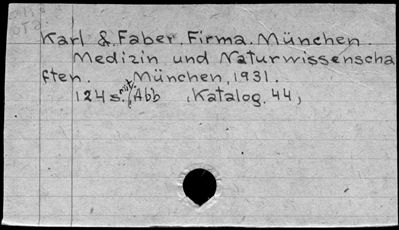 Karl & Faber. Firma. München.
Medizin und Naturwissenscha
ften. München, 1931.
124 s. mit Abb (Katalog. 44)